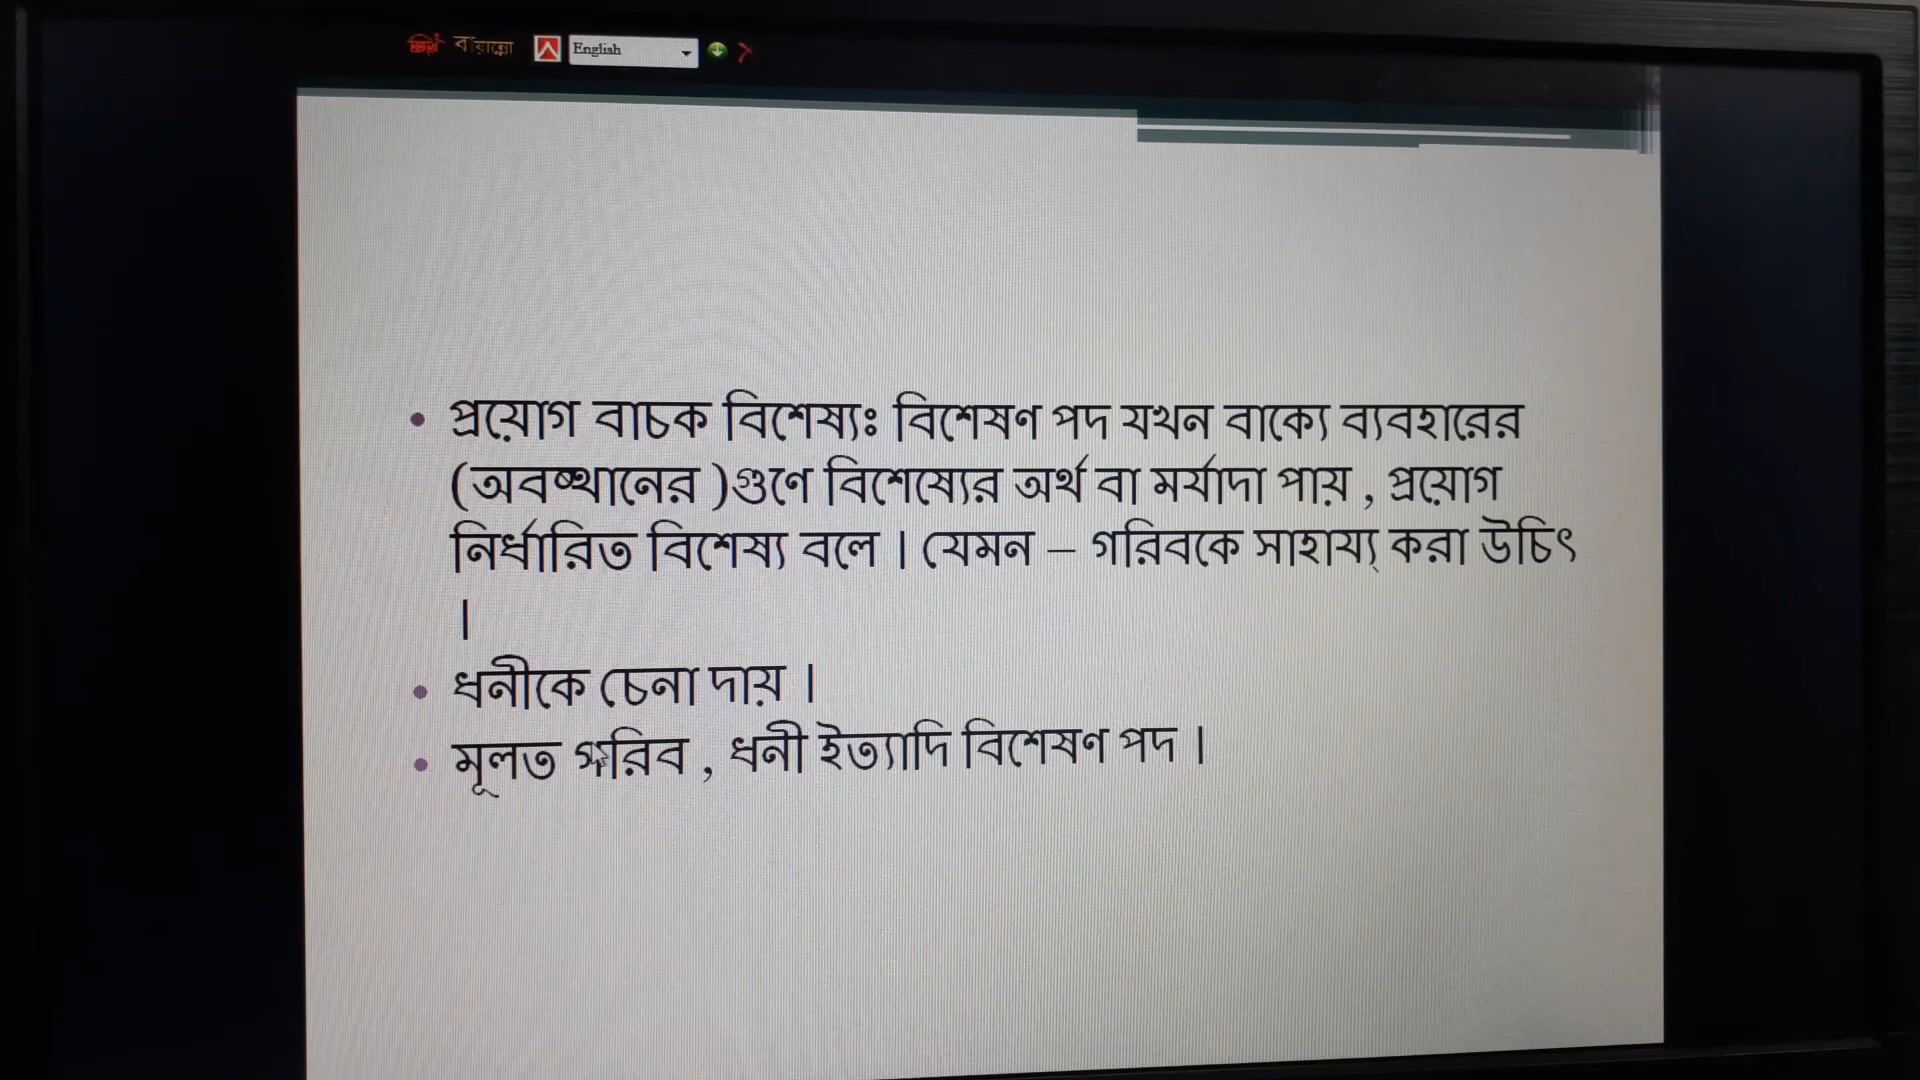 বায়ান্নো English
• প্রয়োগ বাচক বিশেষ্যঃ বিশেষণ পদ যখন বাক্যে ব্যবহারের
(অবস্থানের )গুণে বিশেষ্যের অর্থ বা মর্যাদা পায় , প্রয়োগ
নির্ধারিত বিশেষ্য বলে । যেমন – গরিবকে সাহায্য্ করা উচিৎ
।
• ধনীকে চেনা দায় ।
• মূলত গরিব , ধনী ইত্যাদি বিশেষণ পদ ।